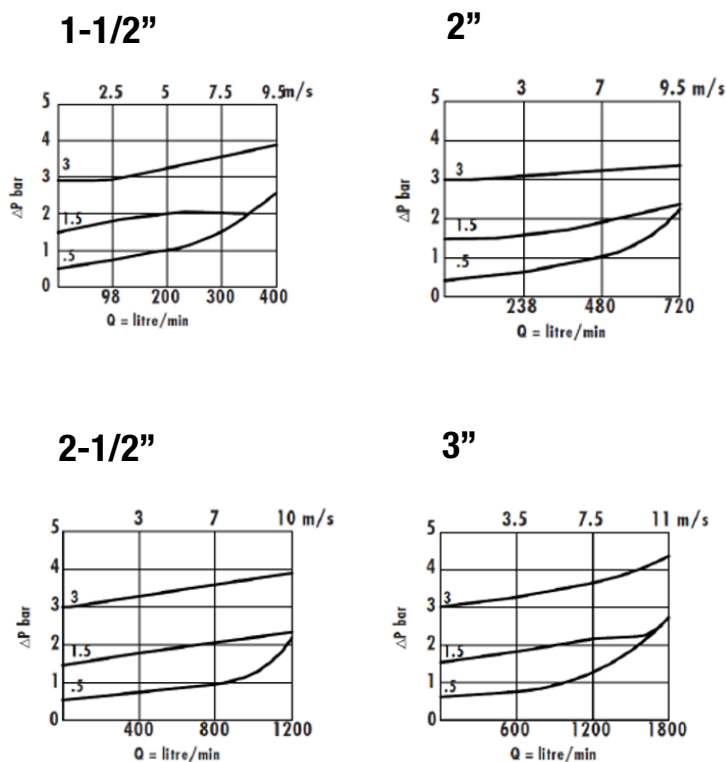 1-1/2”
2.5 5 7.5 9.5m/s
5
4
3
2
1
0
ΔP bar
3
1.5
.5
98 200 300 400
Q = litre/min
2”
3 7 9.5 m/s
5
4
3
2
1
0
ΔP bar
3
1.5
.5
238 480 720
Q = litre/min
2-1/2”
3 7 10 m/s
5
4
3
2
1
0
ΔP bar
3
1.5
.5
400 800 1200
Q = litre/min
3”
3.5 7.5 11 m/s
5
4
3
2
1
0
ΔP bar
3
1.5
.5
600 1200 1800
Q = litre/min